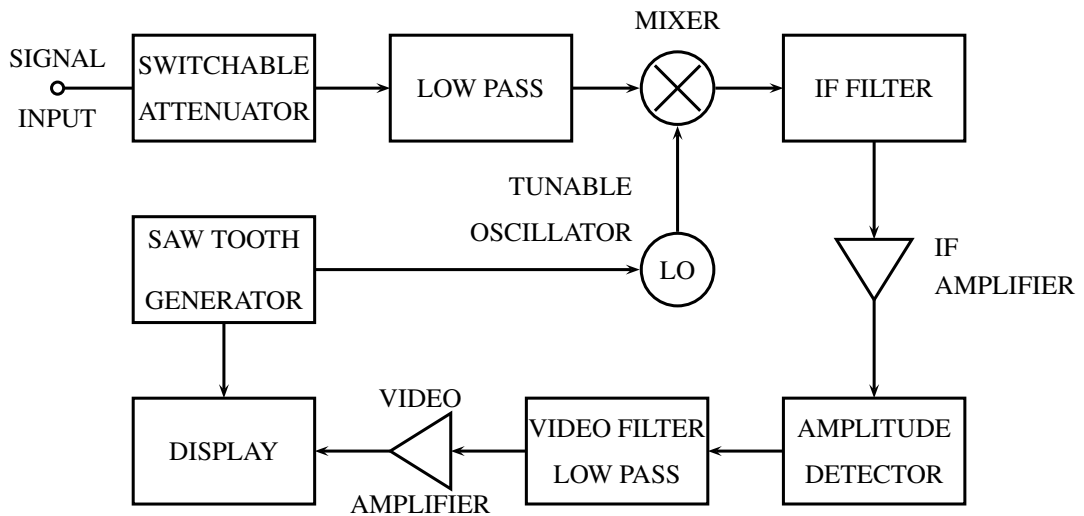 MIXER
SIGNAL
INPUT
SWITCHABLE
ATTENUATOR
LOW PASS
IF FILTER
TUNABLE
OSCILLATOR
SAW TOOTH
GENERATOR
LO
IF
AMPLIFIER
VIDEO
AMPLIFIER
DISPLAY
VIDEO FILTER
LOW PASS
AMPLITUDE
DETECTOR